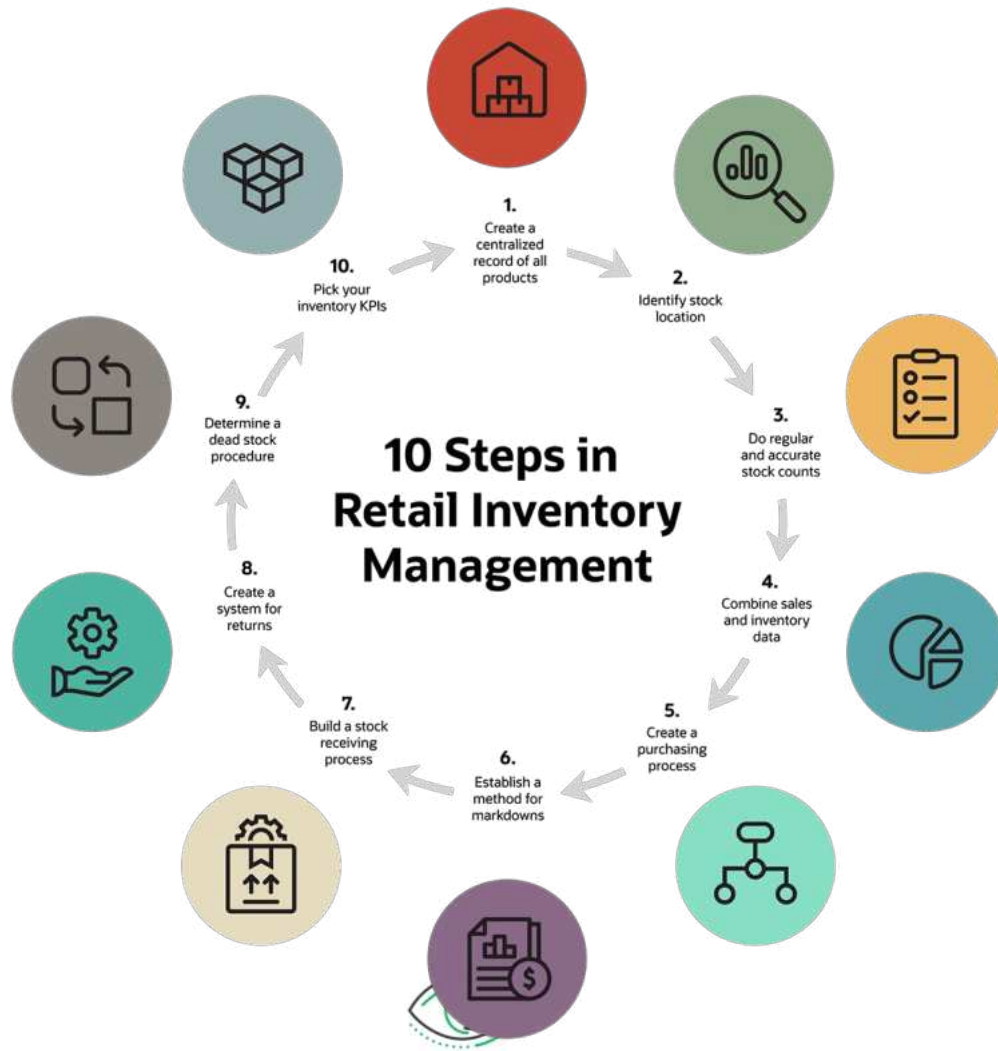 1.
Create a
centralized
record of all
products
2.
Identify stock
location
3.
Do regular
and accurate
stock counts
4.
Combine sales
and inventory
data
5.
Create a
purchasing
process
6.
Establish a
method for
markdowns
7.
Build a stock
receiving
process
8.
Create a
system for
returns
9.
Determine a
dead stock
procedure
10.
Pick your
inventory KPIs
10 Steps in
Retail Inventory
Management
$